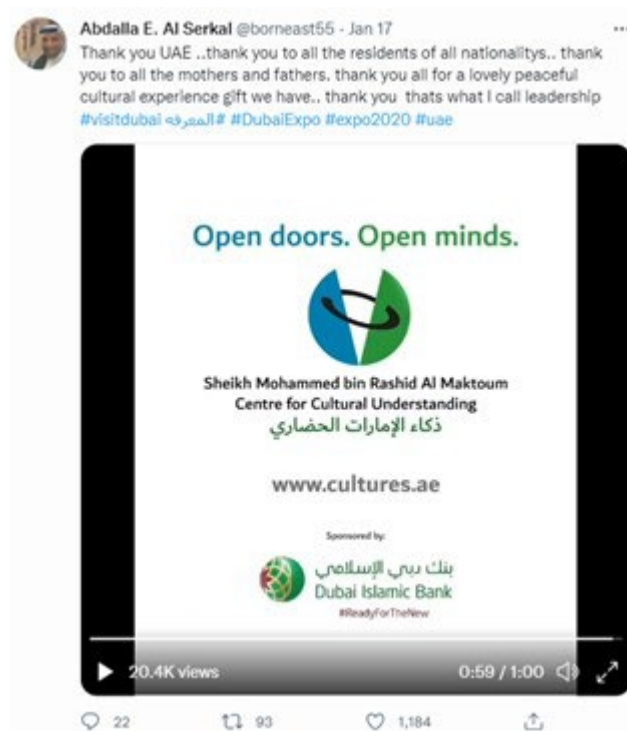 Abdalla E. Al Serkal @borneast55 · Jan 17
Thank you UAE ..thank you to all the residents of all nationalitys.. thank
you to all the mothers and fathers. thank you all for a lovely peaceful
cultural experience gift we have.. thank you thats what I call leadership
#visitdubai #المعرفه #DubaiExpo #expo2020 #uae
Open doors. Open minds.
Sheikh Mohammed bin Rashid Al Maktoum
Centre for Cultural Understanding
ذكاء الإمارات الحضاري
www.cultures.ae
Sponsored by:
بنك دبي الإسلامي
Dubai Islamic Bank
#ReadyForTheNew
20.4K views
0:59 / 1:00
22 93 1,184